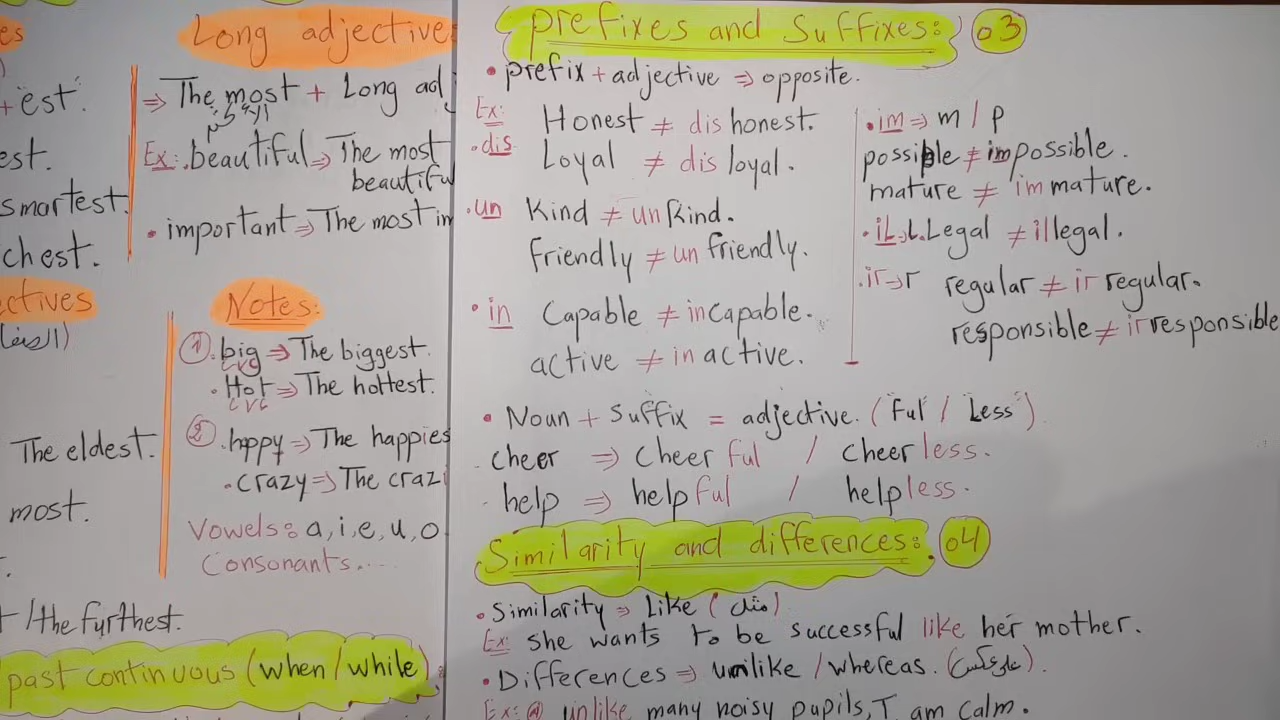 es
+ est.
est.
smartest.
chest.
ectives
The eldest.
most.
t / the furthest.
past continuous (when / while).
Long adjective
⇒ The most + Long adj
Ex: . beautiful ⇒ The most
beautifu
• important ⇒ The most im
Notes:
① . big ⇒ The biggest.
CVC
. Hot ⇒ The hottest.
CVC
② . happy ⇒ The happies
. crazy ⇒ The crazi
Vowels: a, i, e, u, o
Consonants....
prefixes and Suffixes: 03
• prefix + adjective ⇒ opposite.
Ex:
Honest ≠ dishonest.
• dis
Loyal ≠ disloyal.
• un Kind ≠ unkind.
Friendly ≠ unfriendly.
• in Capable ≠ incapable.
active ≠ inactive.
• im ⇒ m / p
possible ≠ impossible.
mature ≠ immature.
• il → L. Legal ≠ illegal.
• ir → r regular ≠ irregular.
responsible ≠ irresponsible
• Noun + Suffix = adjective. (Ful / Less)
- cheer ⇒ cheerful / cheerless.
- help ⇒ helpful / helpless.
Similarity and differences: 04
• Similarity ⇒ Like (مثل)
Ex: She wants to be successful like her mother.
• Differences ⇒ unlike / whereas. (على عكس).
Ex: ⓐ unlike many noisy pupils, I am calm.